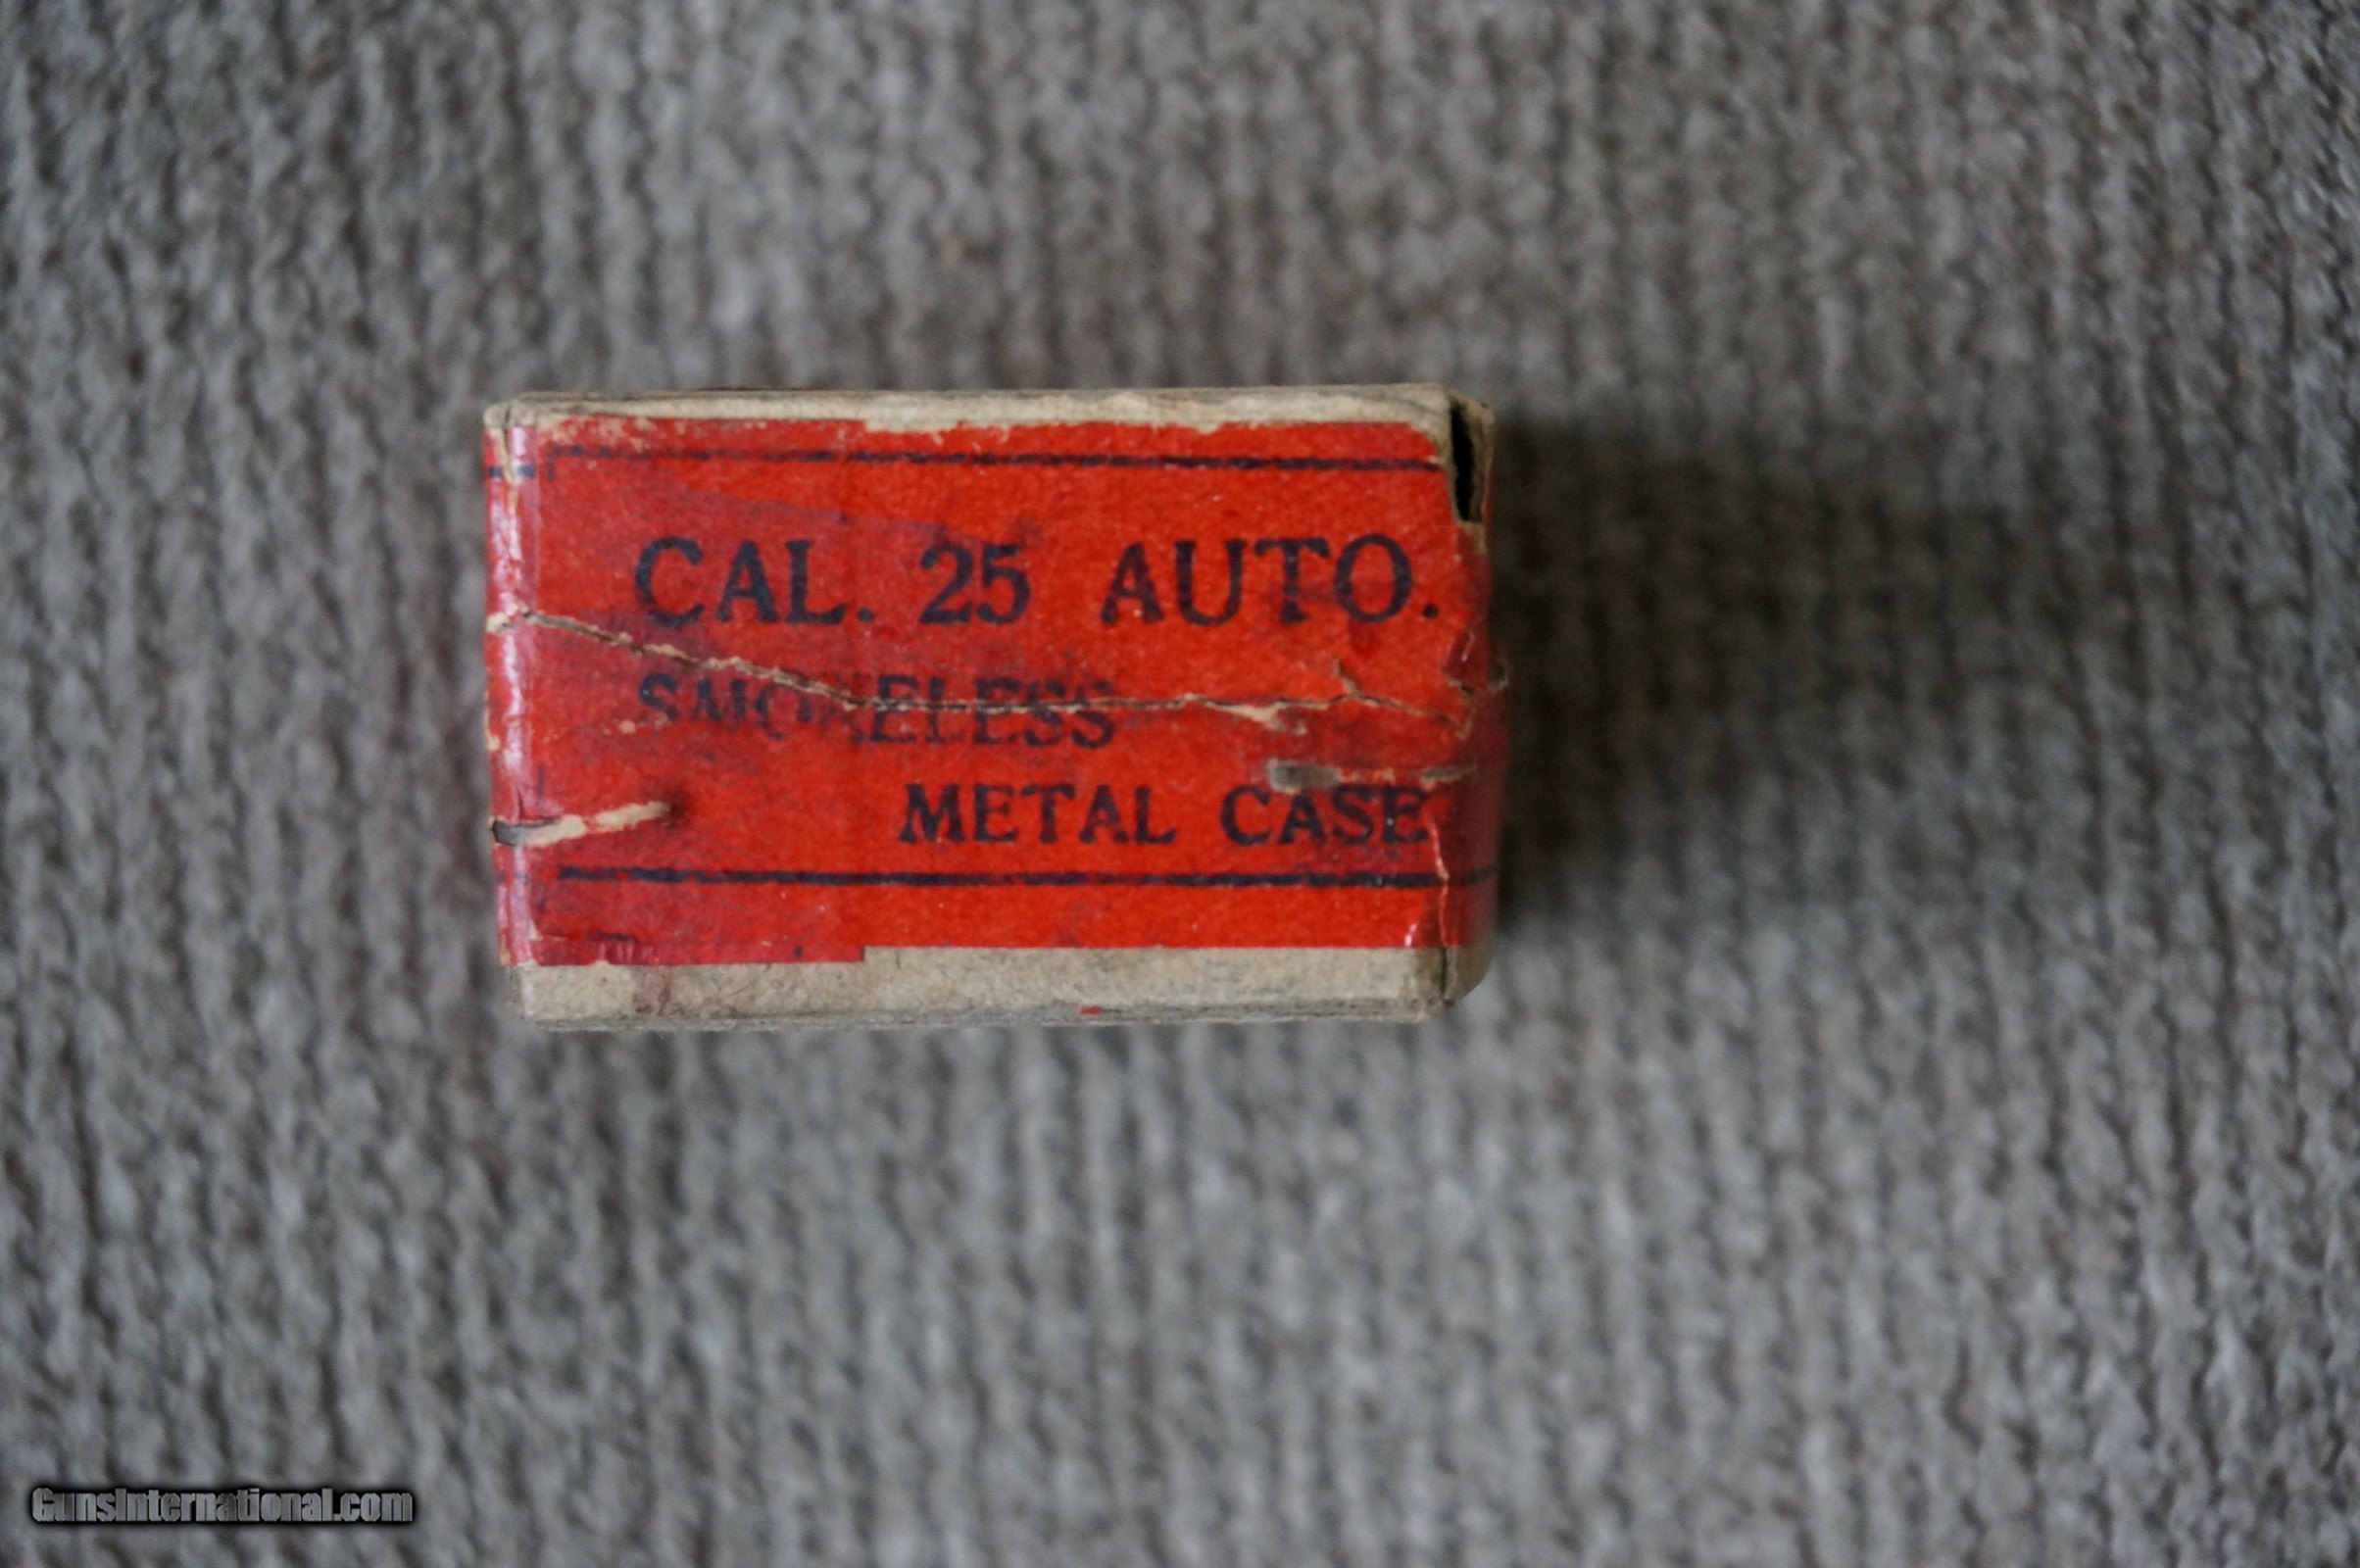 CAL. 25 AUTO.
SMOKELESS
METAL CASE
GunsInternational.com